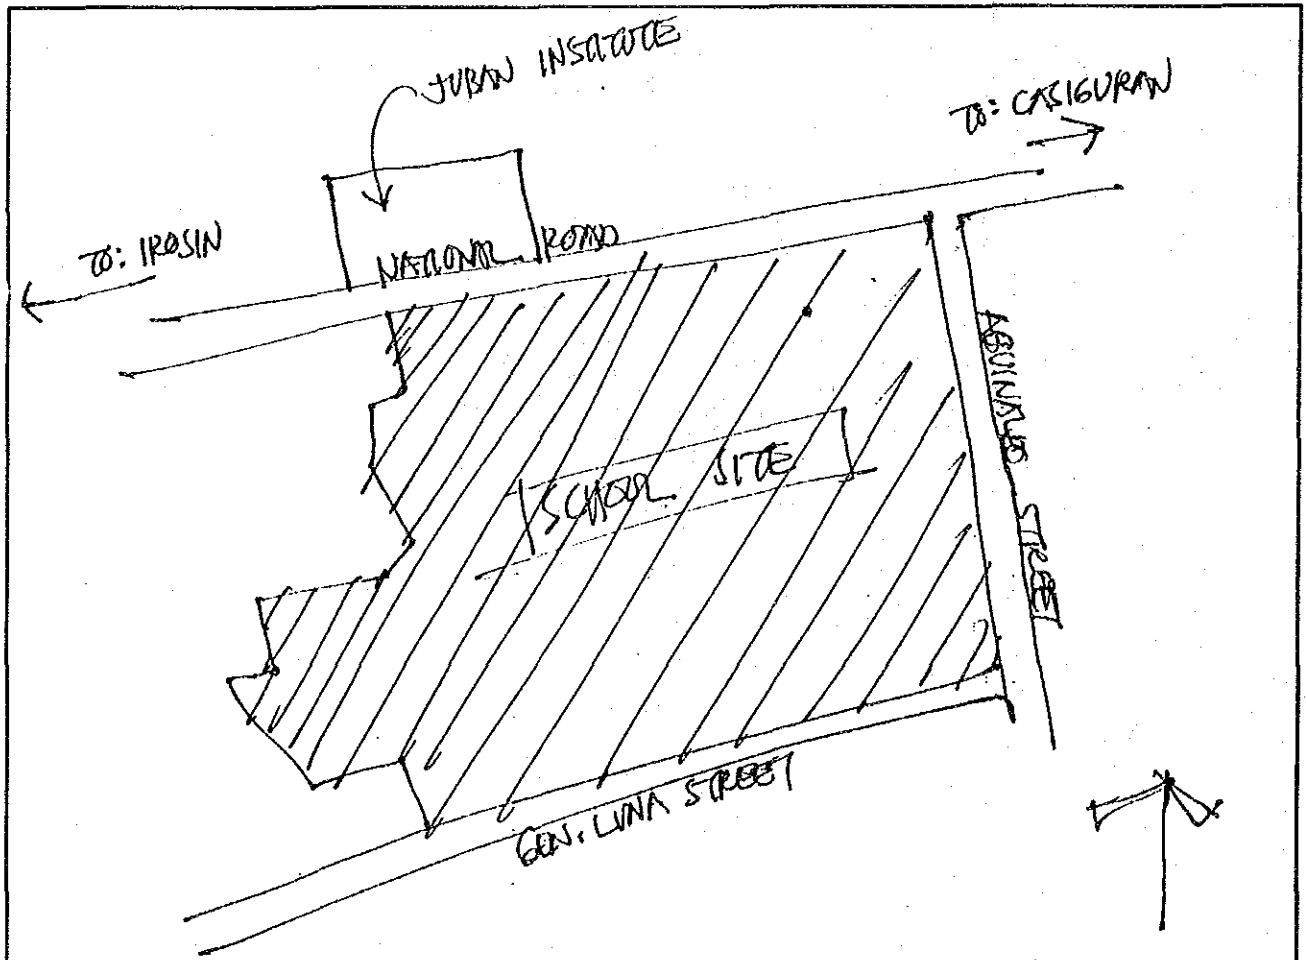 JUBAN INSTITUTE
TO: CASIGURAN
TO: IROSIN
NATIONAL ROAD
AGUINALDO STREET
SCHOOL SITE
GEN. LUNA STREET